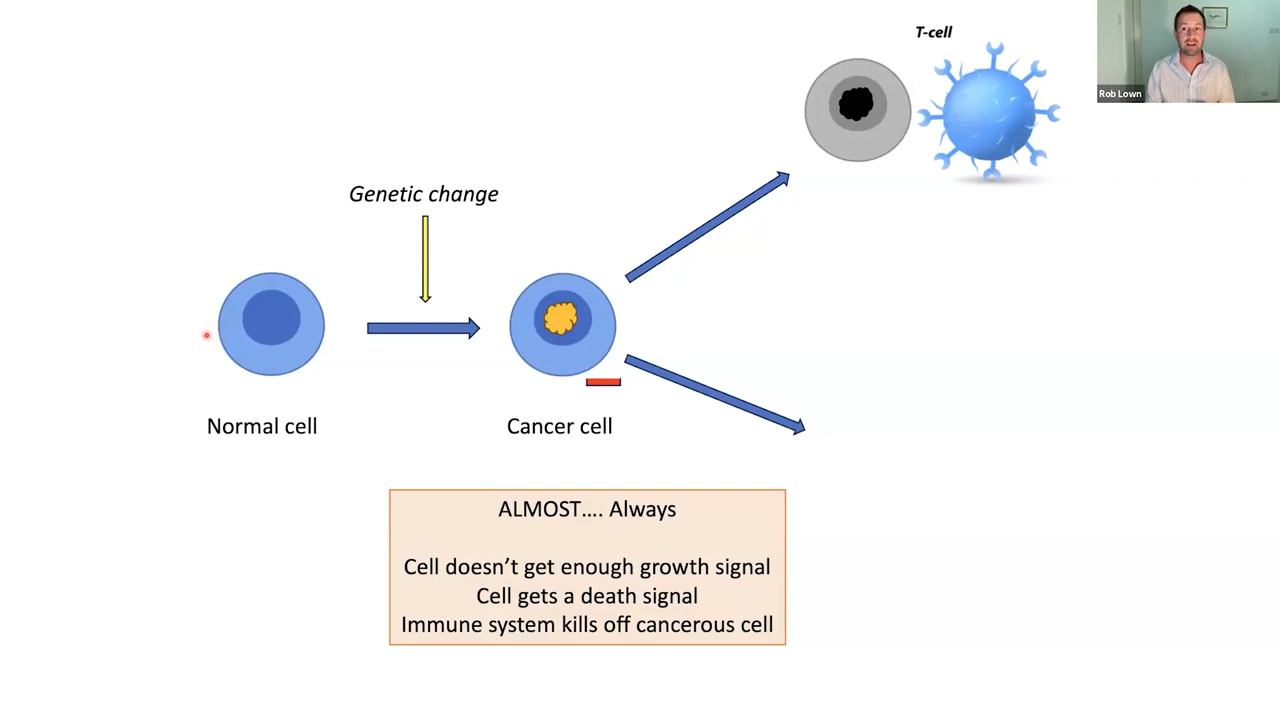 T-cell
Rob Lown
Genetic change
Normal cell
Cancer cell
ALMOST…. Always
Cell doesn’t get enough growth signal
Cell gets a death signal
Immune system kills off cancerous cell